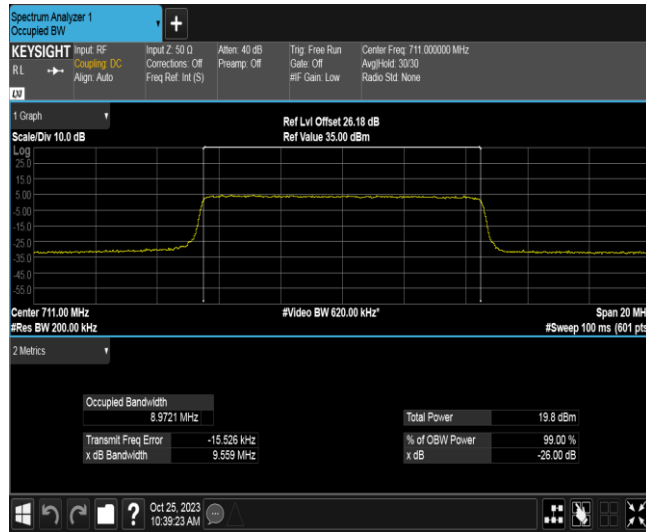 Spectrum Analyzer 1
Occupied BW
+
KEYSIGHT Input: RF Input Z: 50 Ω Atten: 40 dB Trig: Free Run Center Freq: 711.000000 MHz
RL Coupling: DC Corrections: Off Preamp: Off Gate: Off Avg|Hold: 30/30
Align: Auto Freq Ref: Int (S) #IF Gain: Low Radio Std: None
LXI
1 Graph
Ref Lvl Offset 26.18 dB
Scale/Div 10.0 dB Ref Value 35.00 dBm
Log
25.0
15.0
5.00
-5.00
-15.0
-25.0
-35.0
-45.0
-55.0
Center 711.00 MHz #Video BW 620.00 kHz* Span 20 MH
#Res BW 200.00 kHz #Sweep 100 ms (601 pts
2 Metrics
Occupied Bandwidth
8.9721 MHz Total Power 19.8 dBm
Transmit Freq Error -15.526 kHz % of OBW Power 99.00 %
x dB Bandwidth 9.559 MHz x dB -26.00 dB
? Oct 25, 2023
10:39:23 AM